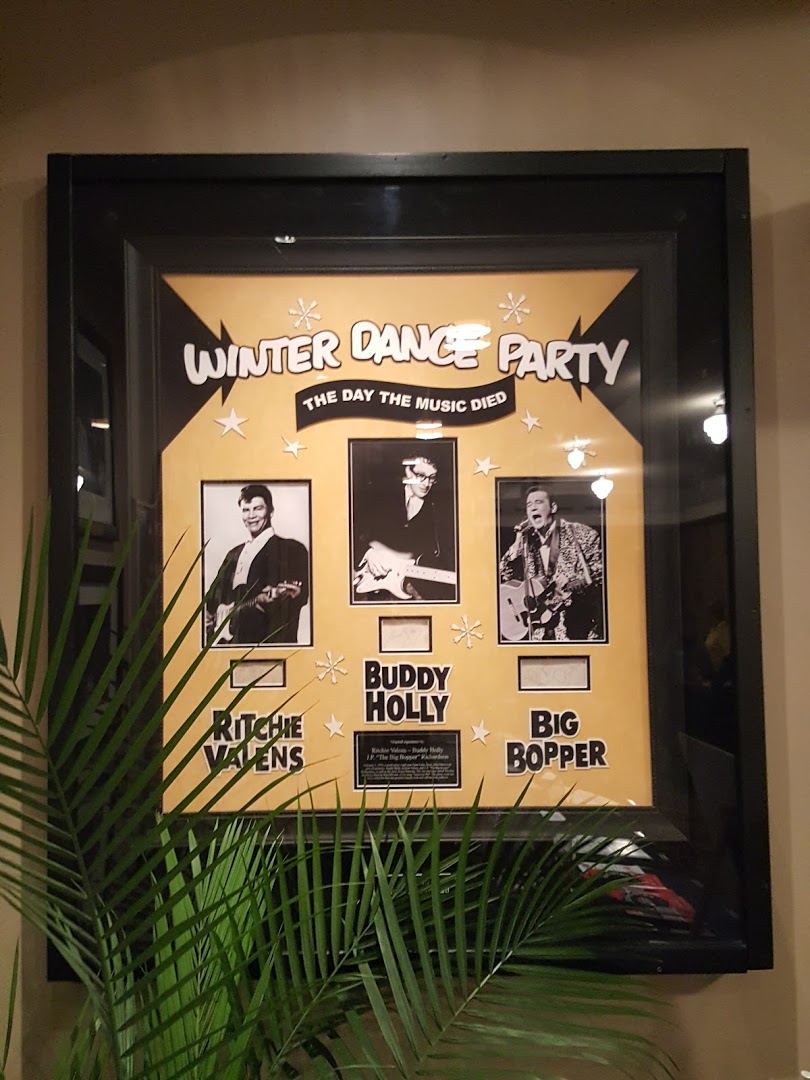 WINTER DANCE PARTY
THE DAY THE MUSIC DIED
RITCHIE
VALENS
BUDDY
HOLLY
BIG
BOPPER
Ritchie Valens - Buddy Holly
J.P. "The Big Bopper" Richardson